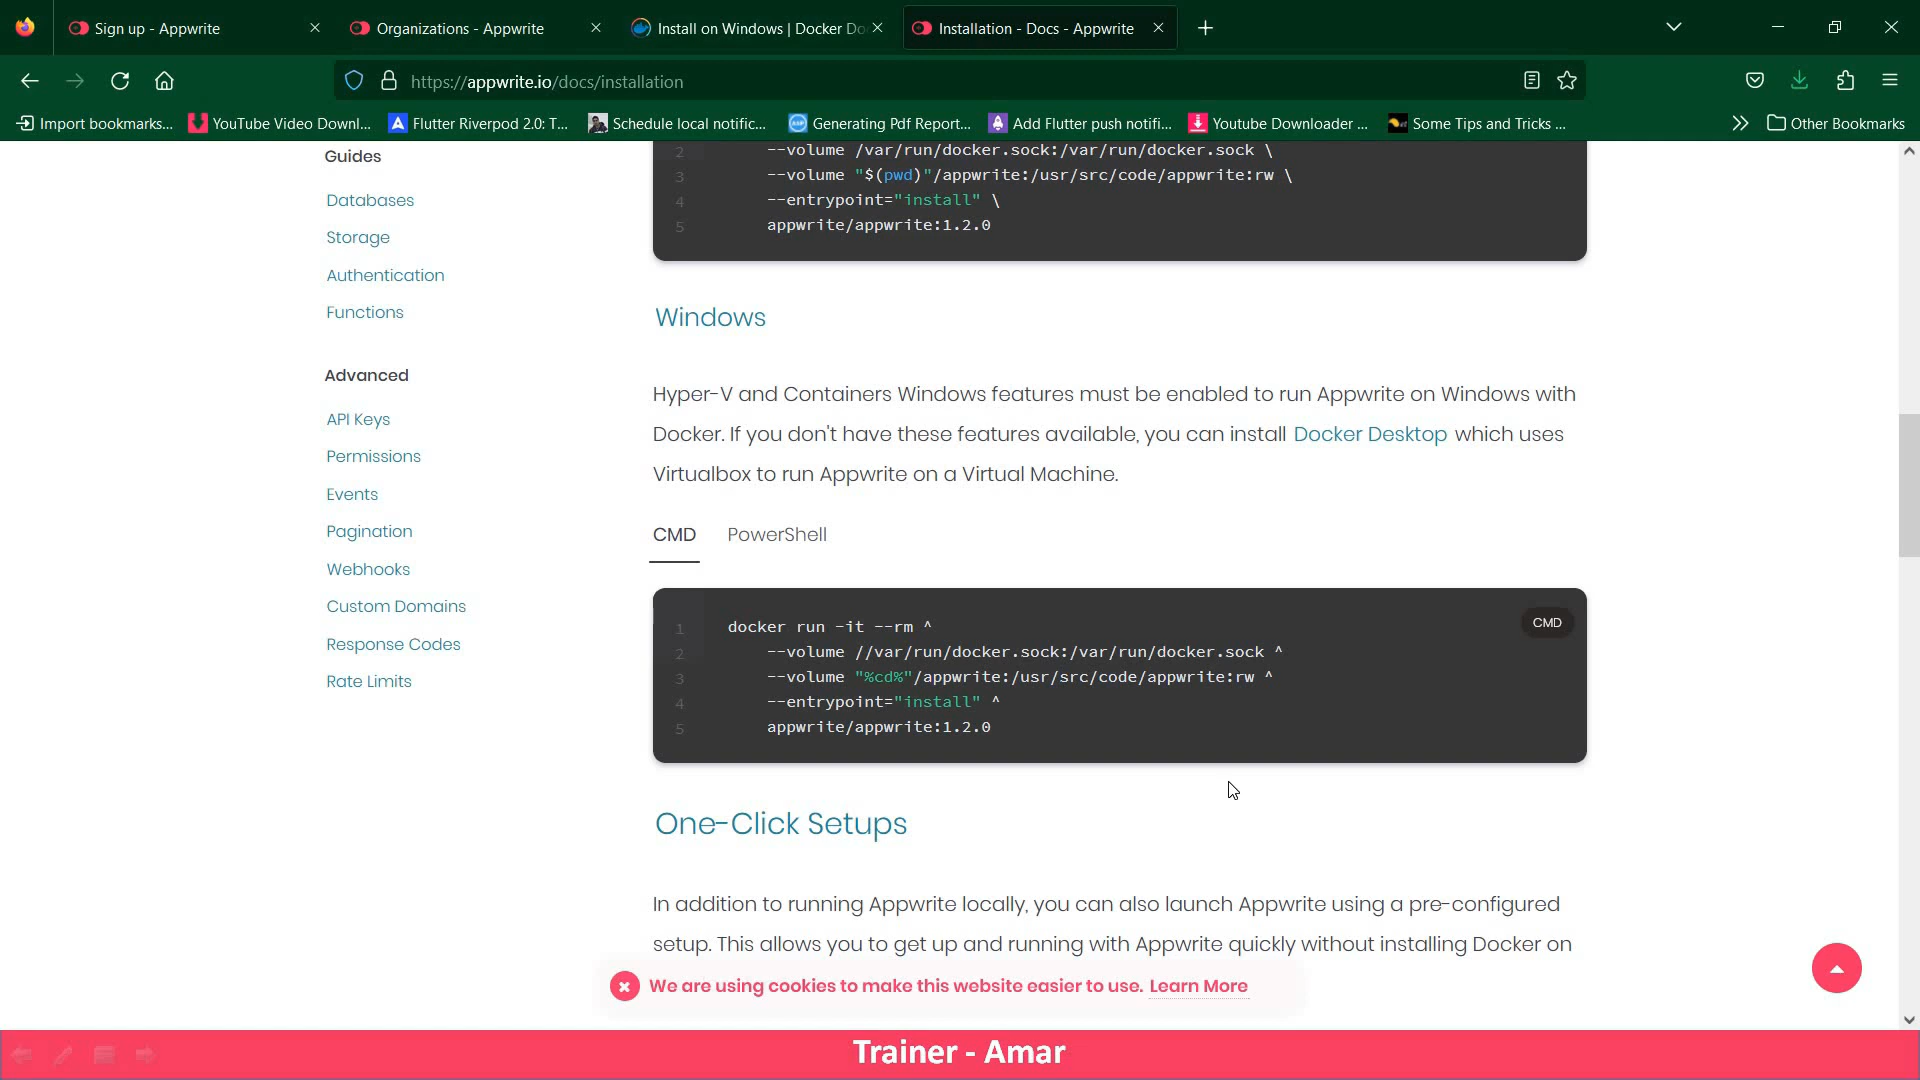 Sign up - Appwrite
Organizations - Appwrite
Install on Windows | Docker Do
Installation - Docs - Appwrite
https://appwrite.io/docs/installation
Import bookmarks...
YouTube Video Downl...
Flutter Riverpod 2.0: T...
Schedule local notific...
Generating Pdf Report...
Add Flutter push notifi...
Youtube Downloader ...
Some Tips and Tricks ...
Other Bookmarks
Guides
Databases
Storage
Authentication
Functions
Advanced
API Keys
Permissions
Events
Pagination
Webhooks
Custom Domains
Response Codes
Rate Limits
2 --volume /var/run/docker.sock:/var/run/docker.sock \
3 --volume "$(pwd)"/appwrite:/usr/src/code/appwrite:rw \
4 --entrypoint="install" \
5 appwrite/appwrite:1.2.0
Windows
Hyper-V and Containers Windows features must be enabled to run Appwrite on Windows with
Docker. If you don't have these features available, you can install Docker Desktop which uses
Virtualbox to run Appwrite on a Virtual Machine.
CMD PowerShell
CMD
1 docker run -it --rm ^
2 --volume //var/run/docker.sock:/var/run/docker.sock ^
3 --volume "%cd%"/appwrite:/usr/src/code/appwrite:rw ^
4 --entrypoint="install" ^
5 appwrite/appwrite:1.2.0
One-Click Setups
In addition to running Appwrite locally, you can also launch Appwrite using a pre-configured
setup. This allows you to get up and running with Appwrite quickly without installing Docker on
We are using cookies to make this website easier to use. Learn More
Trainer - Amar